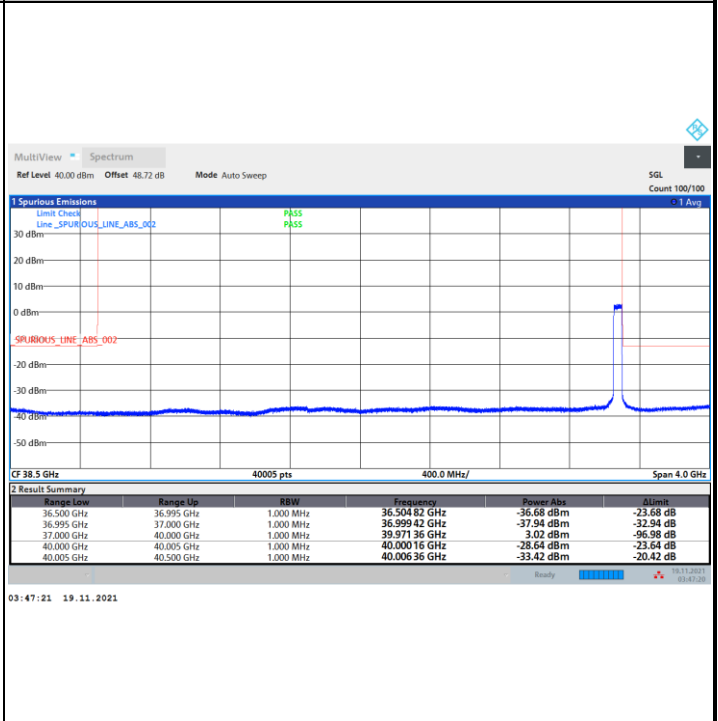 MultiView Spectrum
Ref Level 40.00 dBm Offset 48.72 dB Mode Auto Sweep SGL
Count 100/100
1 Spurious Emissions 1 Avg
Limit Check PASS
Line _SPURIOUS_LINE_ABS_002 PASS
30 dBm
20 dBm
10 dBm
0 dBm
SPURIOUS_LINE_ABS_002
-20 dBm
-30 dBm
-40 dBm
-50 dBm
CF 38.5 GHz 40005 pts 400.0 MHz/ Span 4.0 GHz
2 Result Summary
Range Low Range Up RBW Frequency Power Abs ΔLimit
36.500 GHz 36.995 GHz 1.000 MHz 36.504 82 GHz -36.68 dBm -23.68 dB
36.995 GHz 37.000 GHz 1.000 MHz 36.999 42 GHz -37.94 dBm -32.94 dB
37.000 GHz 40.000 GHz 1.000 MHz 39.971 36 GHz 3.02 dBm -96.98 dB
40.000 GHz 40.005 GHz 1.000 MHz 40.000 16 GHz -28.64 dBm -23.64 dB
40.005 GHz 40.500 GHz 1.000 MHz 40.006 36 GHz -33.42 dBm -20.42 dB
Ready 19.11.2021
03:47:20
03:47:21 19.11.2021